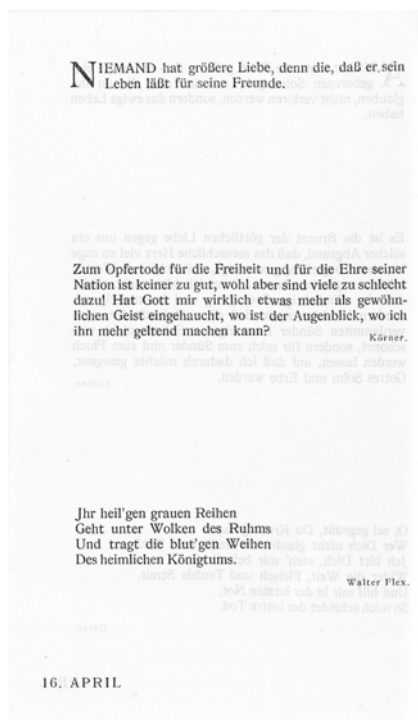 NIEMAND hat größere Liebe, denn die, daß er sein
Leben läßt für seine Freunde.
Zum Opfertode für die Freiheit und für die Ehre seiner
Nation ist keiner zu gut, wohl aber sind viele zu schlecht
dazu! Hat Gott mir wirklich etwas mehr als gewöhn-
lichen Geist eingehaucht, wo ist der Augenblick, wo ich
ihn mehr geltend machen kann?
Körner.
Jhr heil'gen grauen Reihen
Geht unter Wolken des Ruhms
Und tragt die blut'gen Weihen
Des heimlichen Königtums.
Walter Flex.
16. APRIL